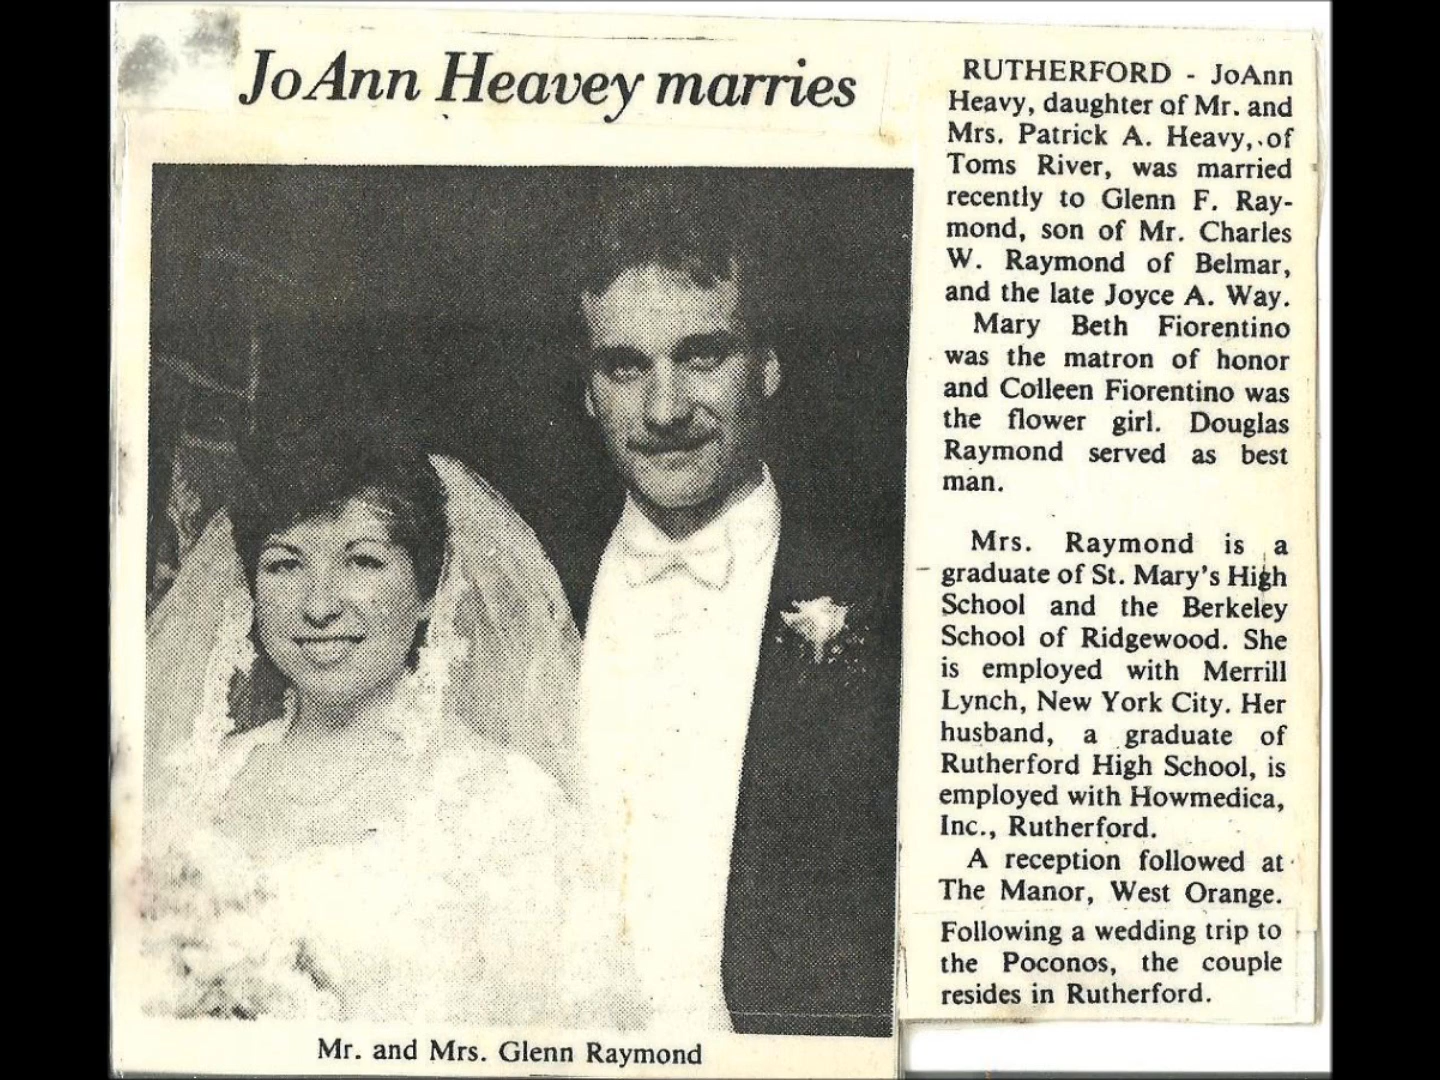 JoAnn Heavey marries
RUTHERFORD - JoAnn
Heavy, daughter of Mr. and
Mrs. Patrick A. Heavy, of
Toms River, was married
recently to Glenn F. Ray-
mond, son of Mr. Charles
W. Raymond of Belmar,
and the late Joyce A. Way.
Mary Beth Fiorentino
was the matron of honor
and Colleen Fiorentino was
the flower girl. Douglas
Raymond served as best
man.
Mrs. Raymond is a
graduate of St. Mary's High
School and the Berkeley
School of Ridgewood. She
is employed with Merrill
Lynch, New York City. Her
husband, a graduate of
Rutherford High School, is
employed with Howmedica,
Inc., Rutherford.
A reception followed at
The Manor, West Orange.
Following a wedding trip to
the Poconos, the couple
resides in Rutherford.
Mr. and Mrs. Glenn Raymond